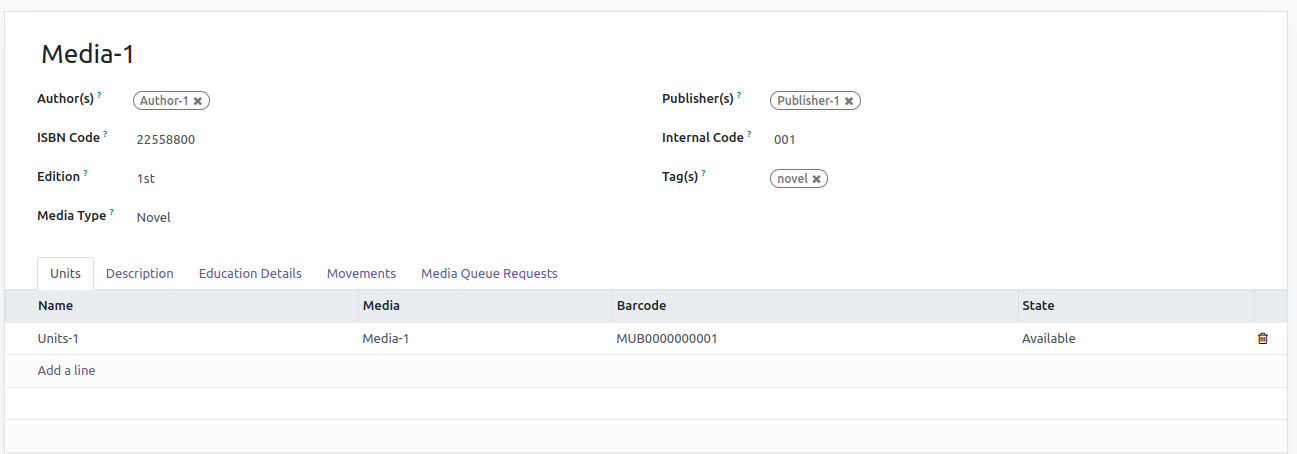 Media-1
Author(s) ? Author-1 ✖ Publisher(s) ? Publisher-1 ✖
ISBN Code ? 22558800 Internal Code ? 001
Edition ? 1st Tag(s) ? novel ✖
Media Type ? Novel
Units Description Education Details Movements Media Queue Requests
Name Media Barcode State
Units-1 Media-1 MUB0000000001 Available
Add a line